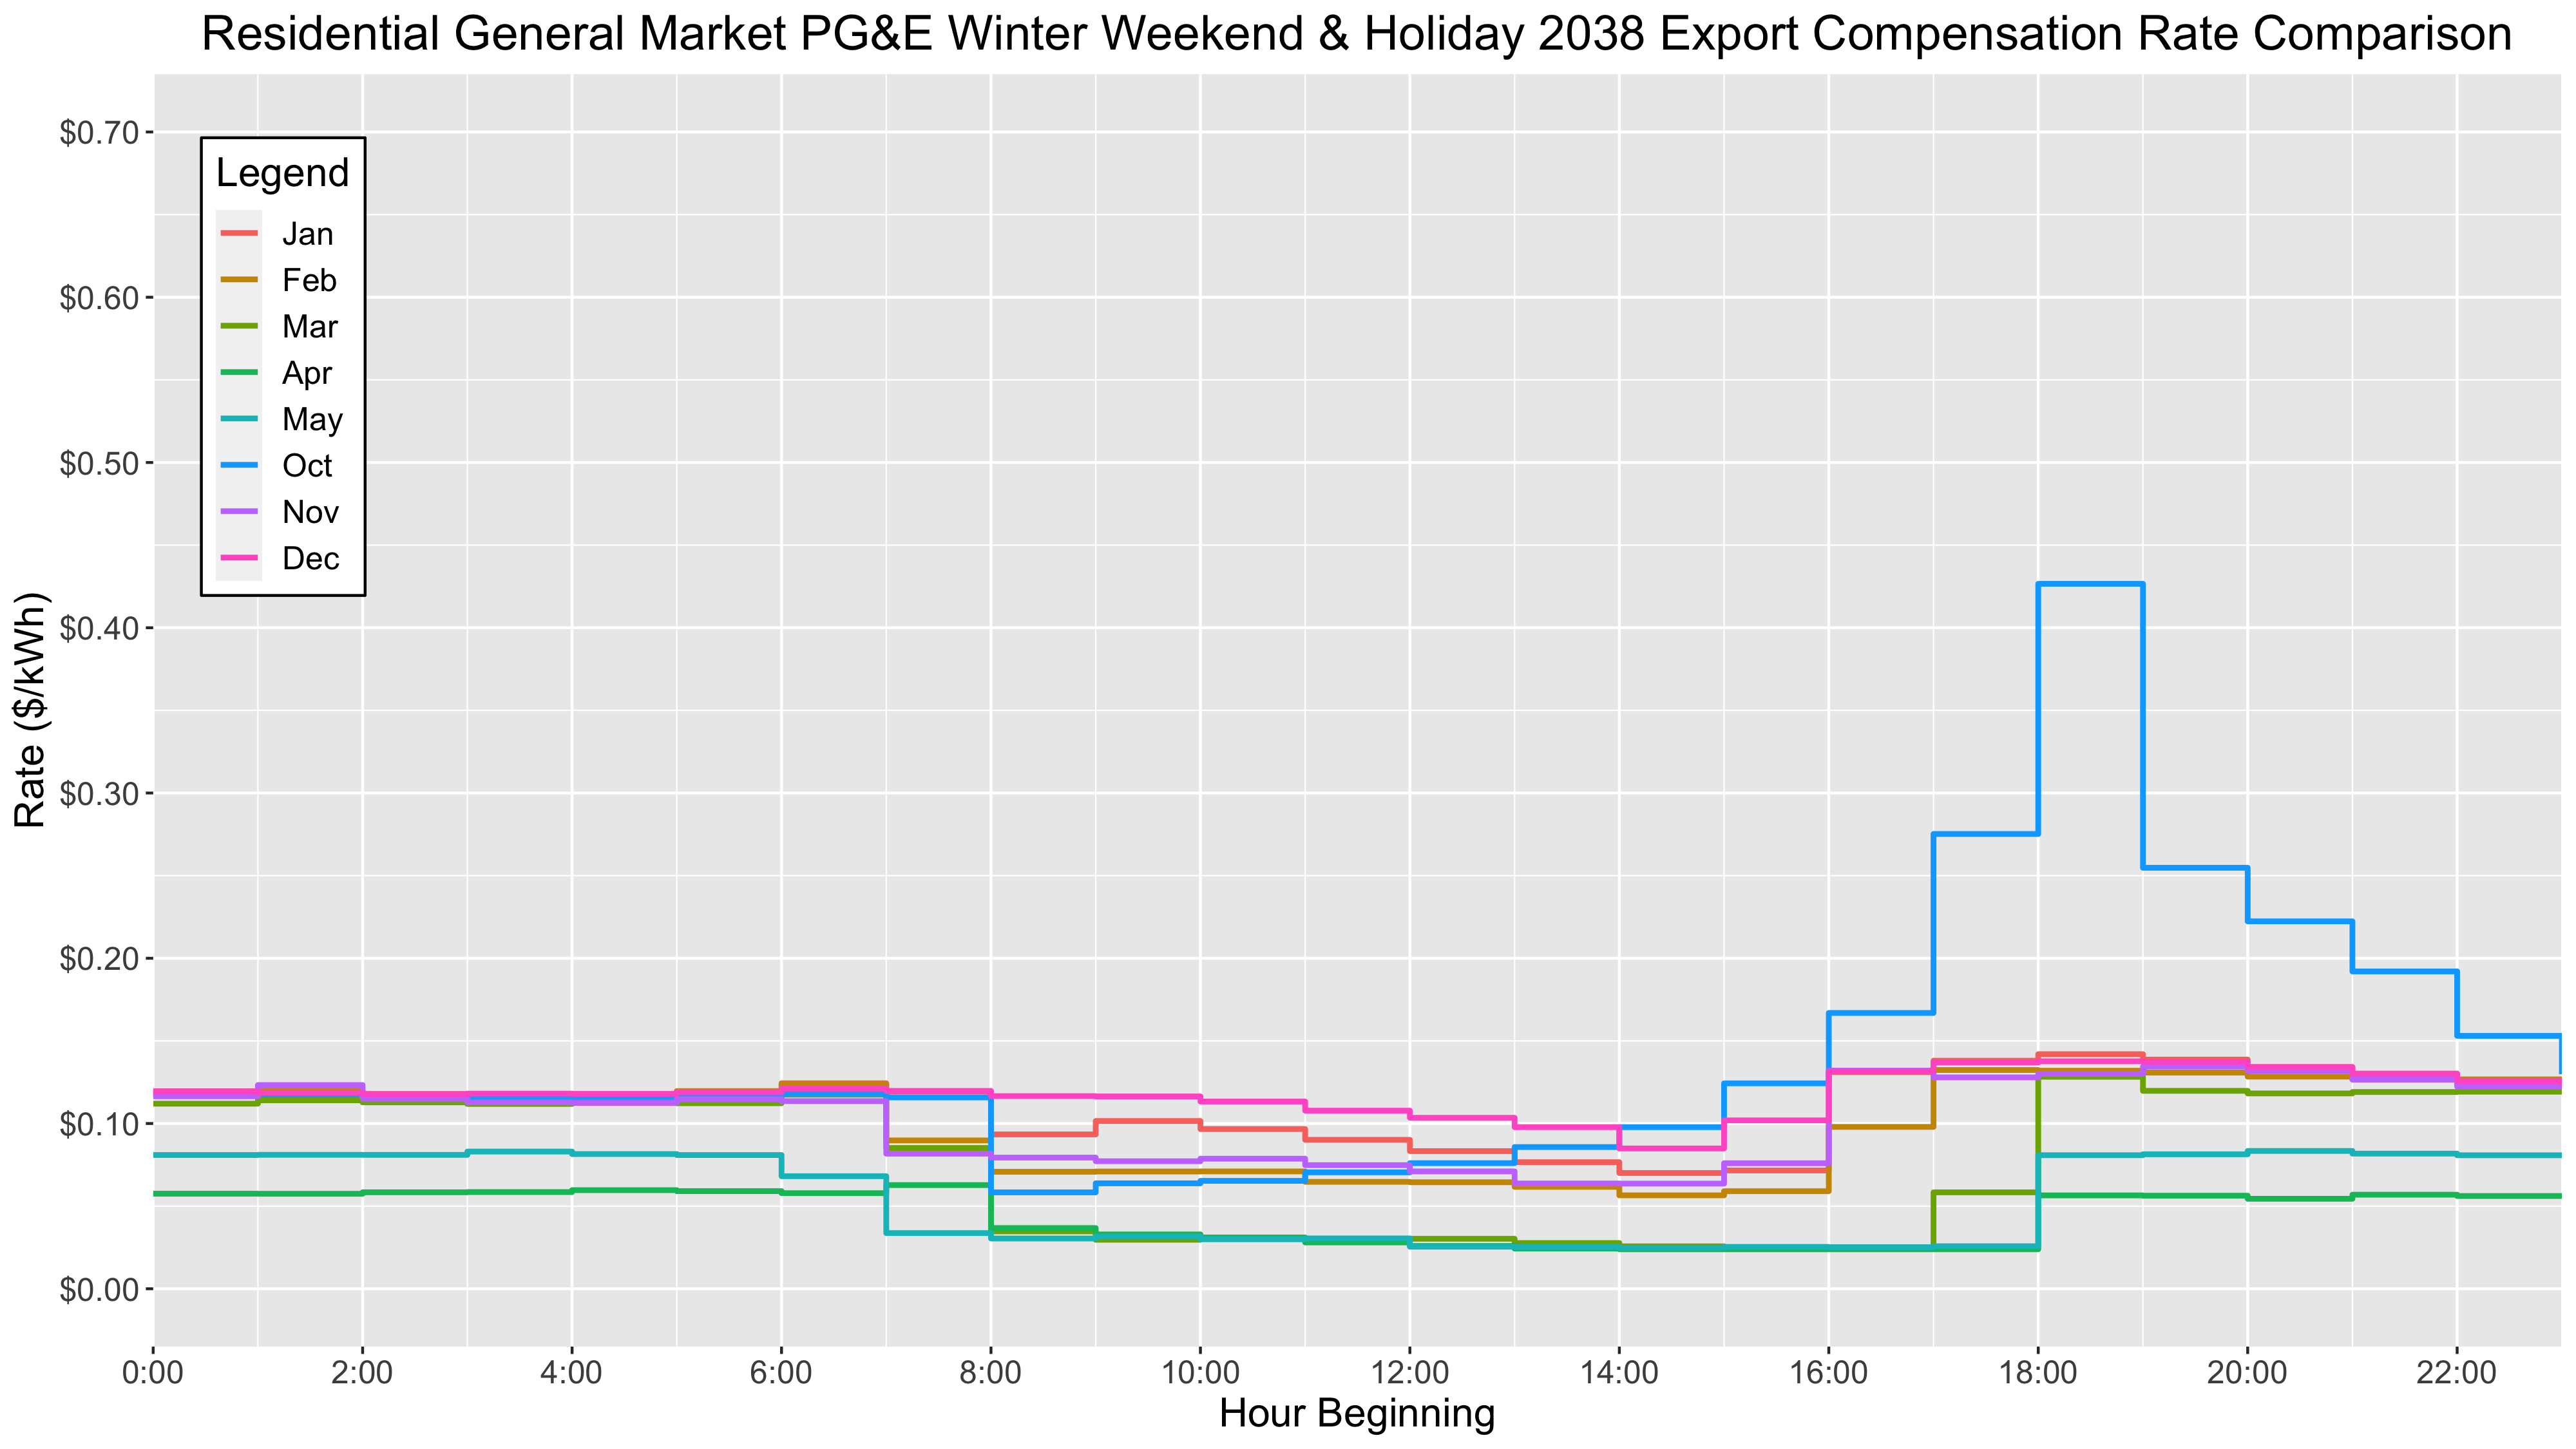 Residential General Market PG&E Winter Weekend & Holiday 2038 Export Compensation Rate Comparison
$0.70
$0.60
$0.50
$0.40
$0.30
$0.20
$0.10
$0.00
Rate ($/kWh)
Legend
Jan
Feb
Mar
Apr
May
Oct
Nov
Dec
0:00 2:00 4:00 6:00 8:00 10:00 12:00 14:00 16:00 18:00 20:00 22:00
Hour Beginning